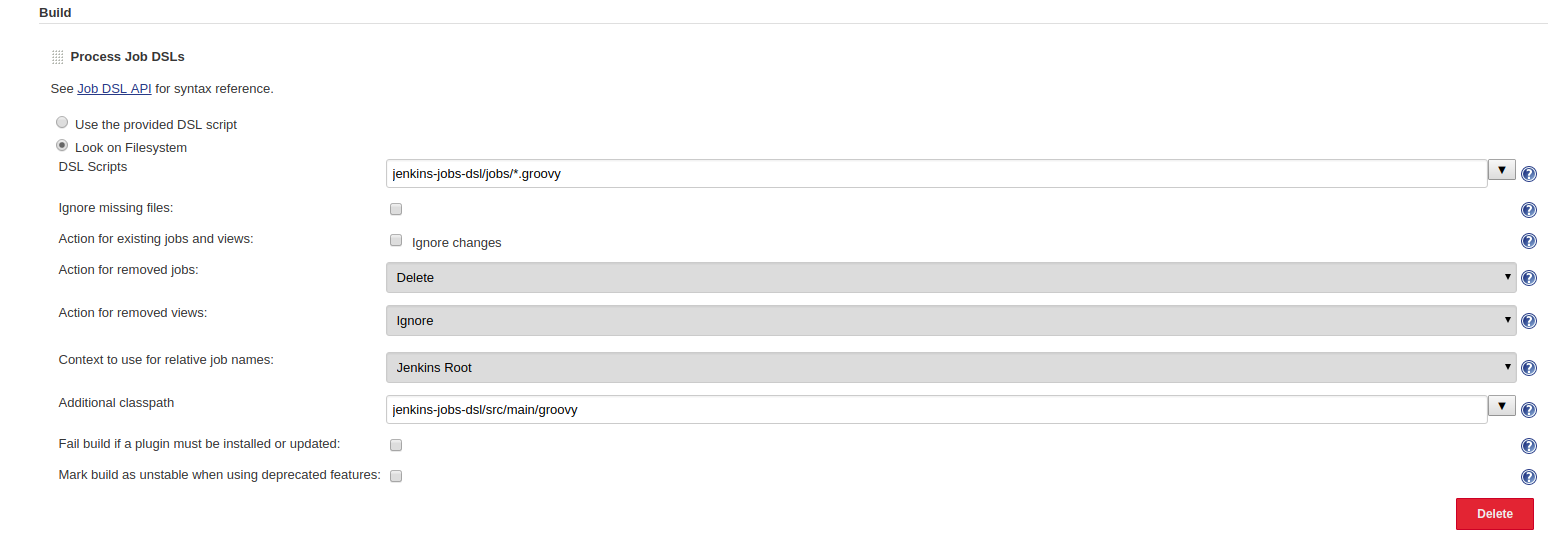 Build
Process Job DSLs
See Job DSL API for syntax reference.
Use the provided DSL script
Look on Filesystem
DSL Scripts
jenkins-jobs-dsl/jobs/*.groovy
Ignore missing files:
Action for existing jobs and views:
Ignore changes
Action for removed jobs:
Delete
Action for removed views:
Ignore
Context to use for relative job names:
Jenkins Root
Additional classpath
jenkins-jobs-dsl/src/main/groovy
Fail build if a plugin must be installed or updated:
Mark build as unstable when using deprecated features:
Delete